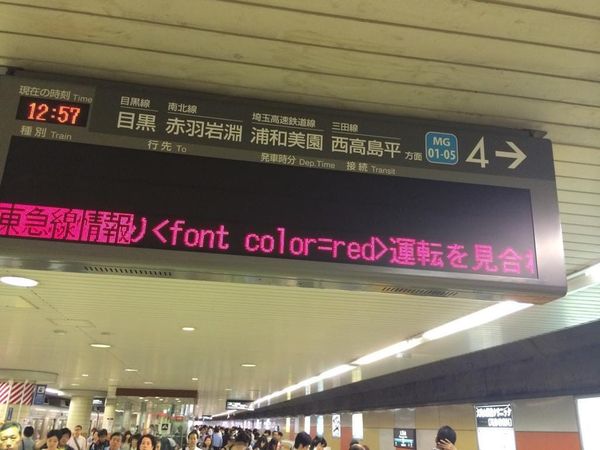 現在の時刻 Time
12:57
目黒線 南北線 埼玉高速鉄道線 三田線
目黒 赤羽岩淵 浦和美園 西高島平 方面
MG
01-05
4→
種別 Train 行先 To 発車時分 Dep.Time 接続 Transit
東急線情報 り<font color=red>運転を見合わ